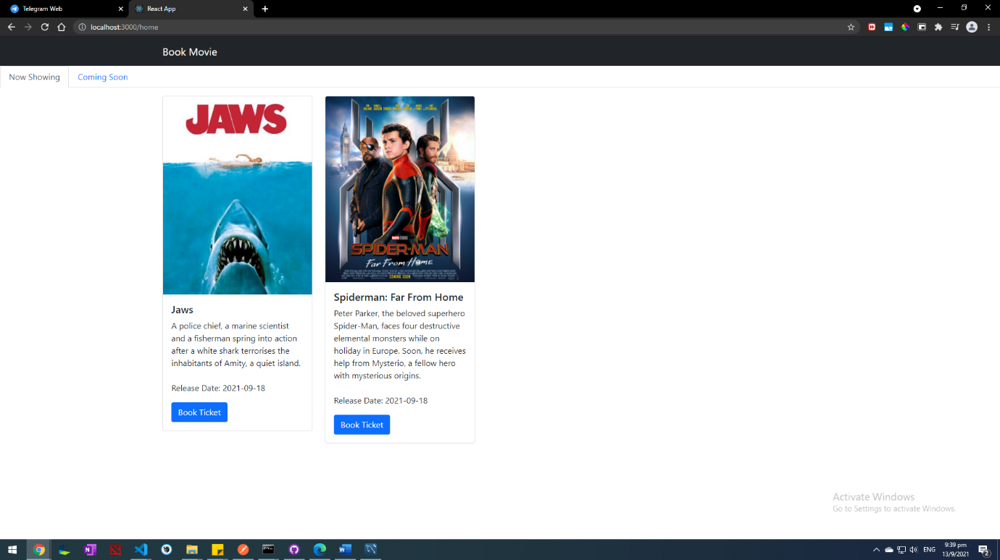 Telegram Web
React App
localhost:3000/home
Book Movie
Now Showing
Coming Soon
JAWS
Jaws
A police chief, a marine scientist
and a fisherman spring into action
after a white shark terrorises the
inhabitants of Amity, a quiet island.
Release Date: 2021-09-18
Book Ticket
MARVEL STUDIOS
SPIDER-MAN
Far From Home
COMING SOON
Spiderman: Far From Home
Peter Parker, the beloved superhero
Spider-Man, faces four destructive
elemental monsters while on
holiday in Europe. Soon, he receives
help from Mysterio, a fellow hero
with mysterious origins.
Release Date: 2021-09-18
Book Ticket
Activate Windows
Go to Settings to activate Windows.
ENG
9:39 pm
13/9/2021
2